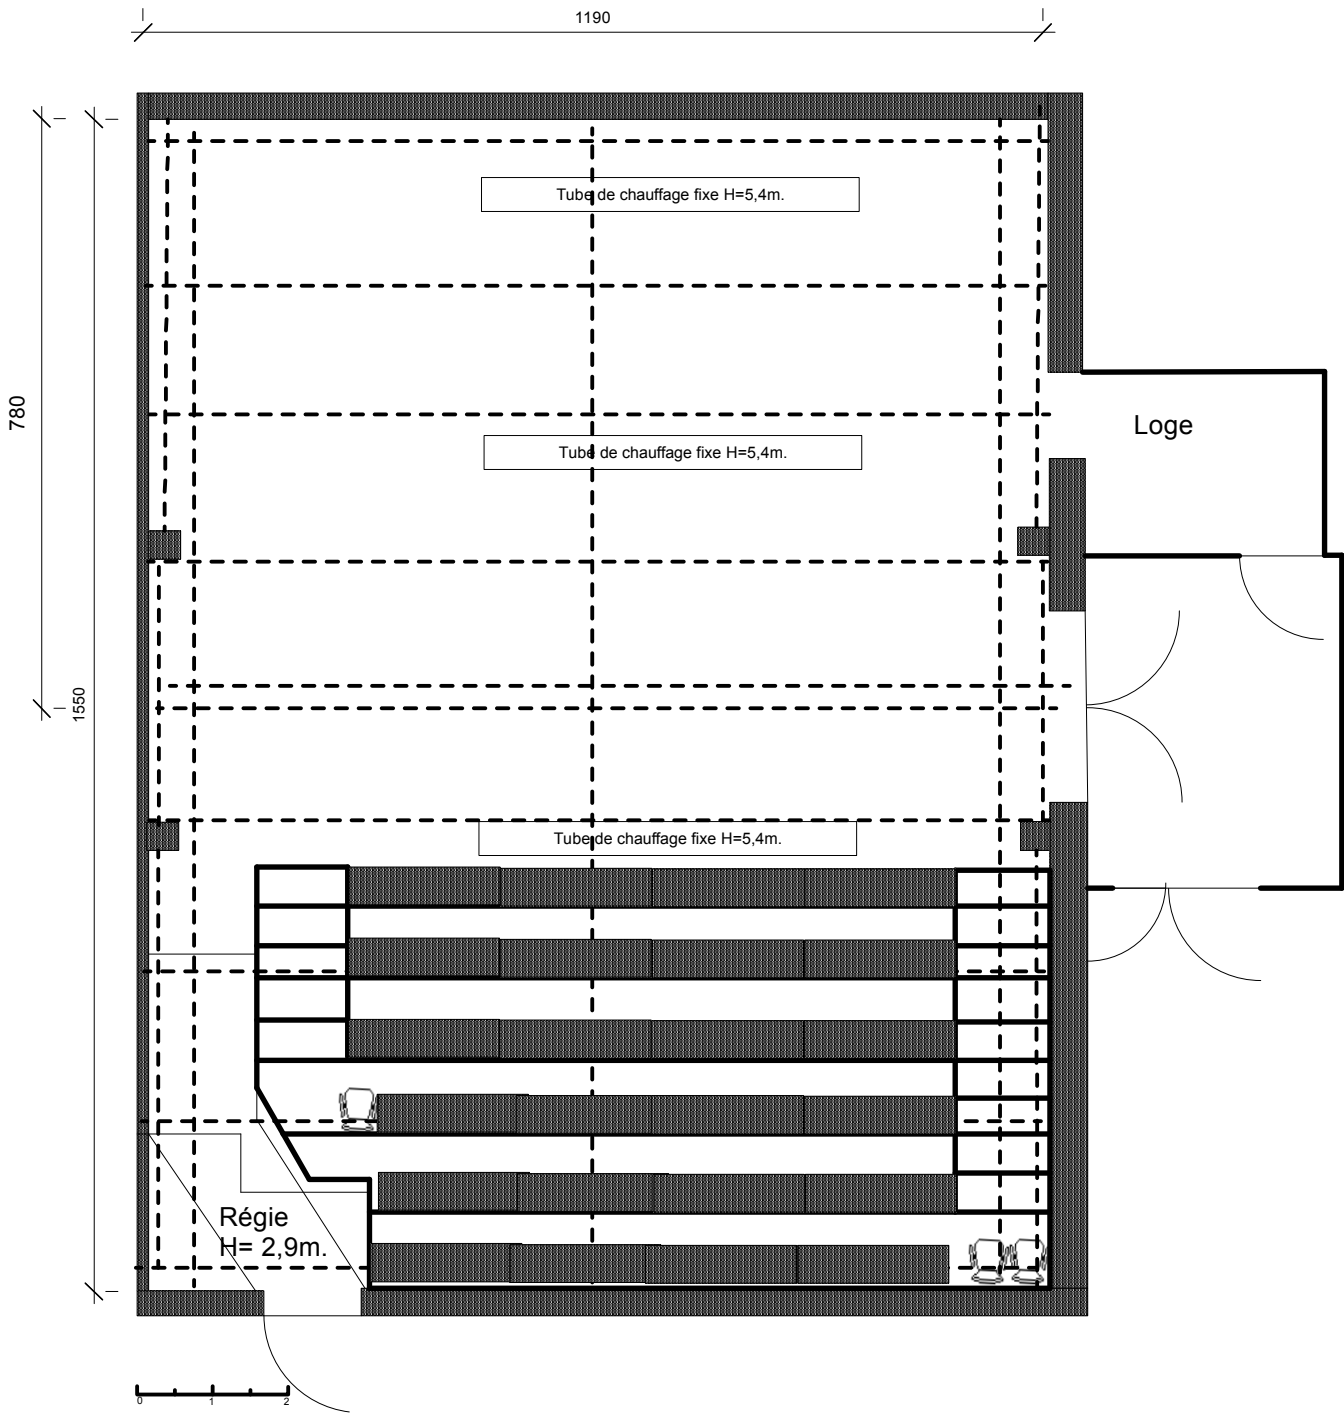 1190
Tube de chauffage fixe H=5,4m.
780
Loge
Tube de chauffage fixe H=5,4m.
1550
Tube de chauffage fixe H=5,4m.
Régie
H= 2,9m.
0 1 2